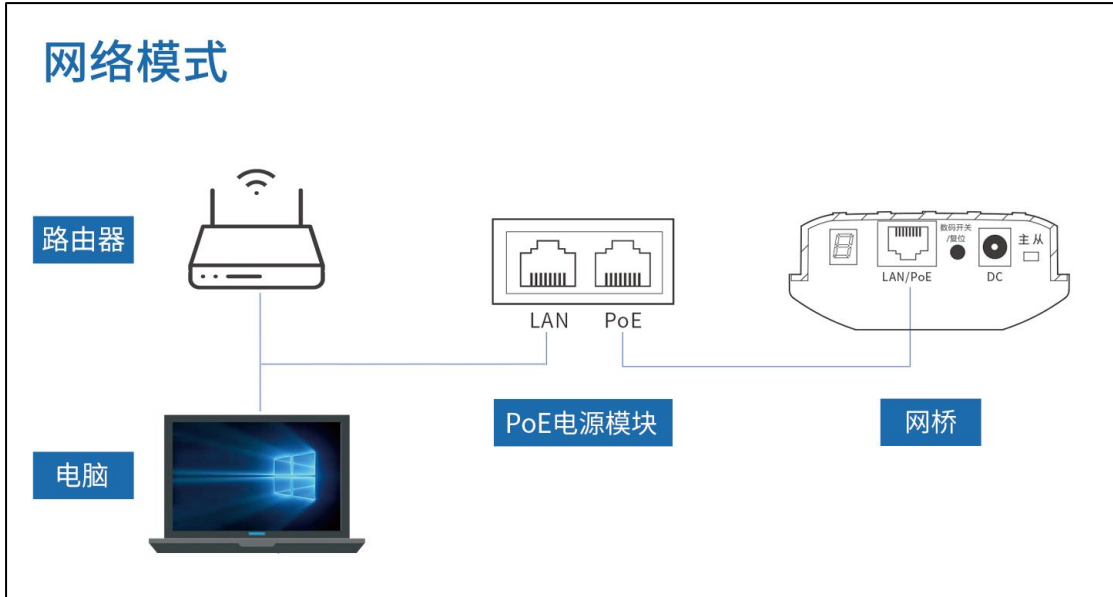 网络模式
路由器
数码开关
/复位
主 从
LAN/PoE
DC
LAN PoE
PoE电源模块
网桥
电脑